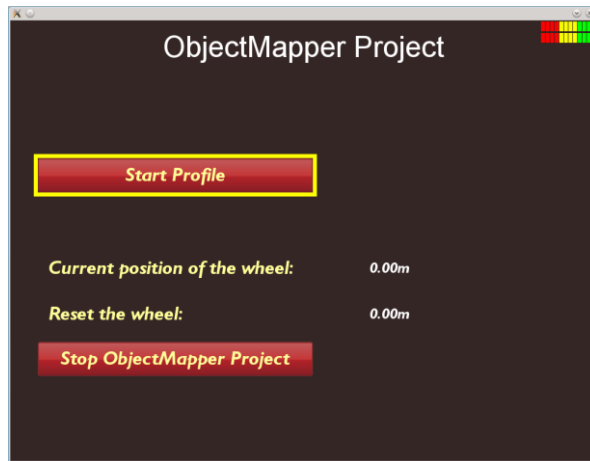 ObjectMapper Project
Start Profile
Current position of the wheel: 0.00m
Reset the wheel: 0.00m
Stop ObjectMapper Project